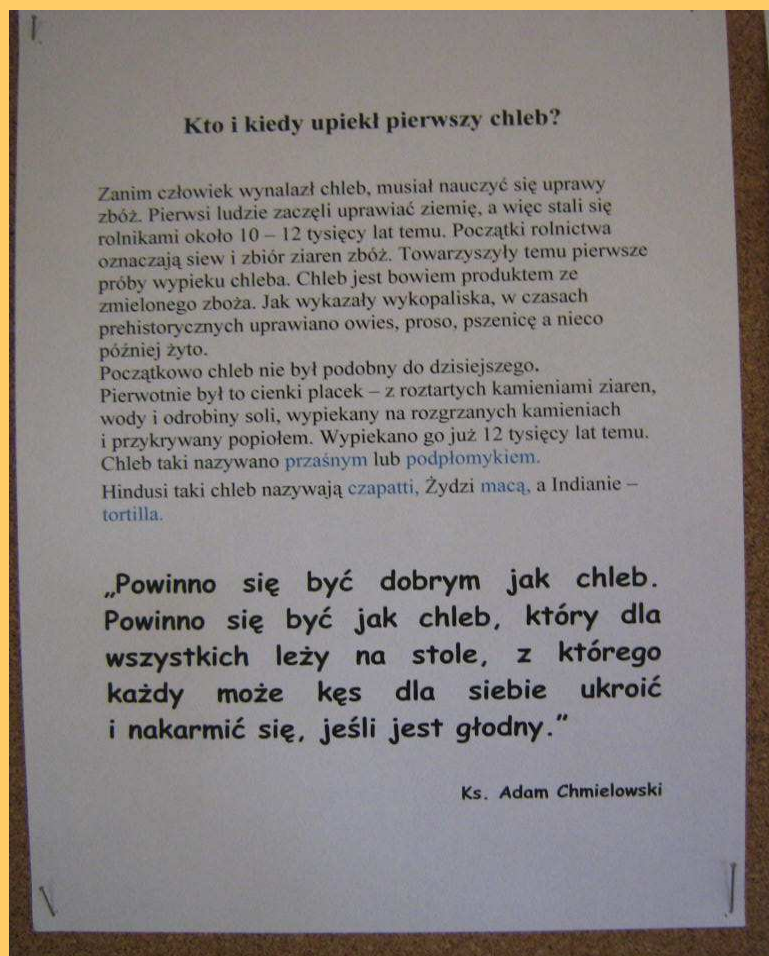 Kto i kiedy upiekł pierwszy chleb?
Zanim człowiek wynalazł chleb, musiał nauczyć się uprawy
zbóż. Pierwsi ludzie zaczęli uprawiać ziemię, a więc stali się
rolnikami około 10 – 12 tysięcy lat temu. Początki rolnictwa
oznaczają siew i zbiór ziaren zbóż. Towarzyszyły temu pierwsze
próby wypieku chleba. Chleb jest bowiem produktem ze
zmielonego zboża. Jak wykazały wykopaliska, w czasach
prehistorycznych uprawiano owies, proso, pszenicę a nieco
później żyto.
Początkowo chleb nie był podobny do dzisiejszego.
Pierwotnie był to cienki placek – z roztartych kamieniami ziaren,
wody i odrobiny soli, wypiekany na rozgrzanych kamieniach
i przykrywany popiołem. Wypiekano go już 12 tysięcy lat temu.
Chleb taki nazywano przaśnym lub podpłomykiem.
Hindusi taki chleb nazywają czapatti, Żydzi macą, a Indianie –
tortilla.
„Powinno się być dobrym jak chleb.
Powinno się być jak chleb, który dla
wszystkich leży na stole, z którego
każdy może kęs dla siebie ukroić
i nakarmić się, jeśli jest głodny.”
Ks. Adam Chmielowski